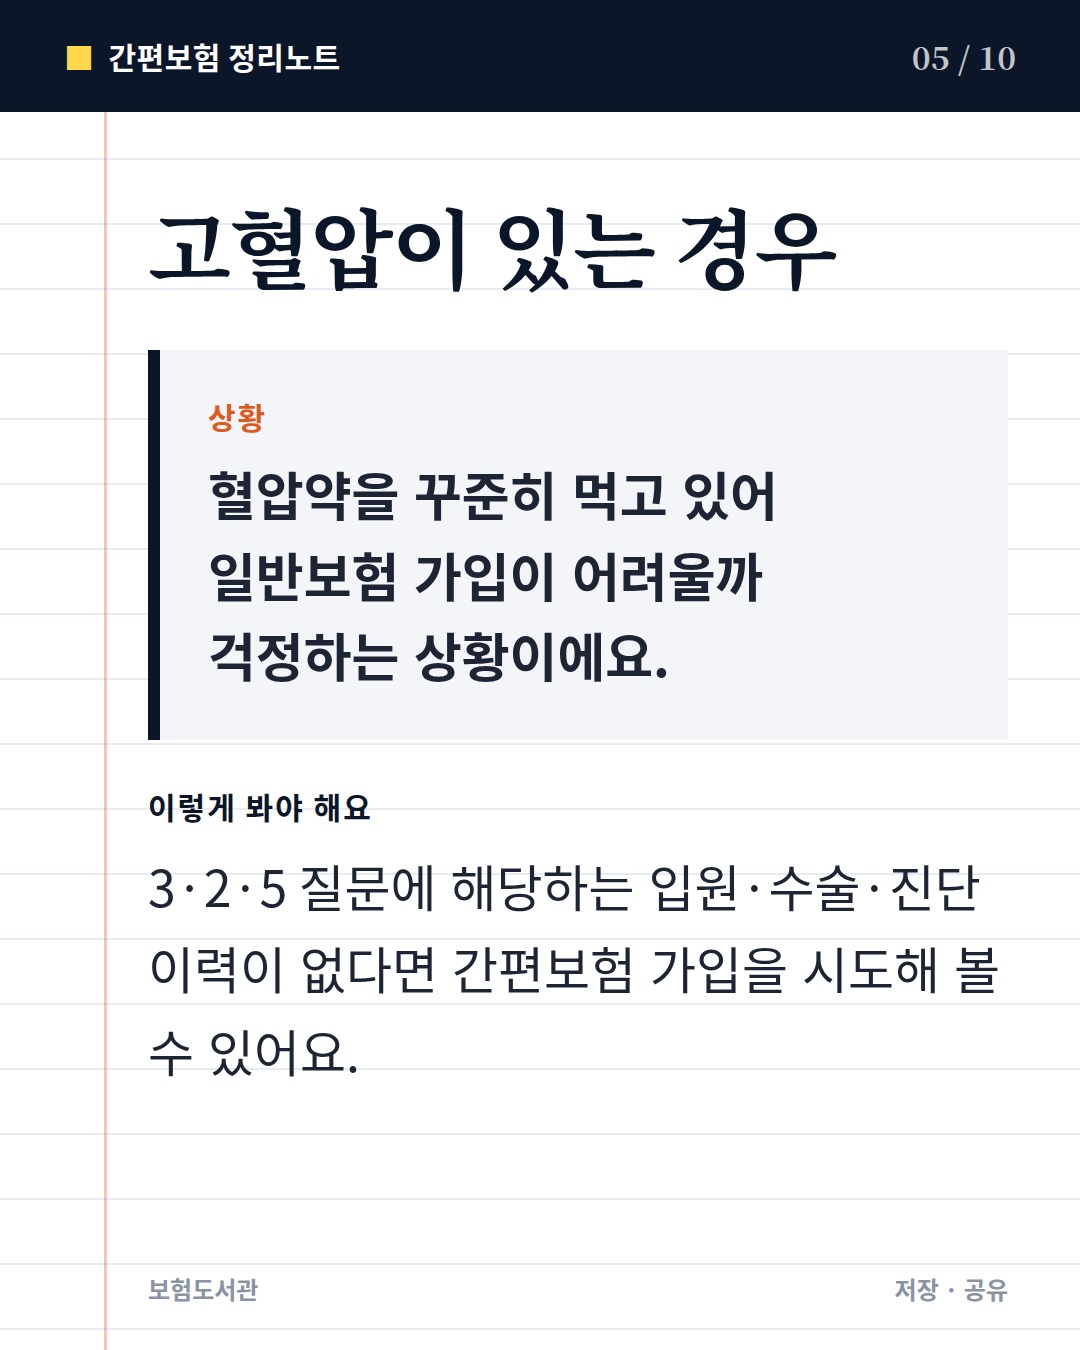 간편보험 정리노트
05 / 10
고혈압이 있는 경우
상황
혈압약을 꾸준히 먹고 있어
일반보험 가입이 어려울까
걱정하는 상황이에요.
이렇게 봐야 해요
3·2·5 질문에 해당하는 입원·수술·진단
이력이 없다면 간편보험 가입을 시도해 볼
수 있어요.
보험도서관
저장 · 공유